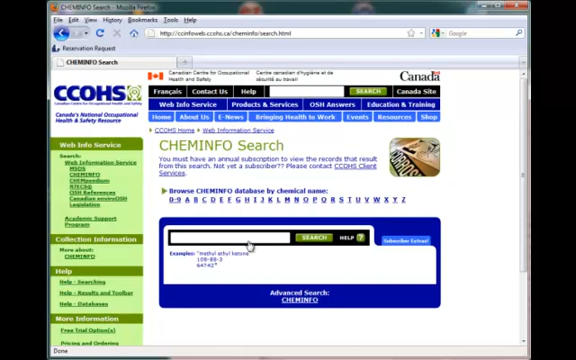 CHEMINFO Search - Mozilla Firefox
File Edit View History Bookmarks Tools Help
http://ccinfoweb.ccohs.ca/cheminfo/search.html
Google
Reservation Request
CHEMINFO Search
Canadian Centre for Occupational Health and Safety
Centre canadien d'hygiène et de sécurité au travail
Canada
CCOHS
Canada's National Occupational Health & Safety Resource
Français Contact Us Help SEARCH Canada Site
Web Info Service Products & Services OSH Answers Education & Training
Home About Us E-News Bringing Health to Work Events Resources Shop
CCOHS Home > Web Information Service
CHEMINFO Search
You must have an annual subscription to view the records that result
from this search. Not yet a subscriber?? Please contact CCOHS Client
Services.
Browse CHEMINFO database by chemical name:
0-9 A B C D E F G H I J K L M N O P Q R S T U V W X Y Z
SEARCH HELP ?
Subscriber Extras!
Examples: "methyl ethyl ketone"
108-88-3
64742*
Advanced Search:
CHEMINFO
Web Info Service
Search:
Web Information Service
MSDS
CHEMINFO
CHEMpendium
RTECS®
OSH References
Canadian enviroOSH
Legislation
Academic Support
Program
Collection Information
More about:
CHEMINFO
Help
Help - Searching
Help - Results and Toolbar
Help - Databases
More Information
Free Trial Option(s)
Pricing and Ordering
Done
CORROS